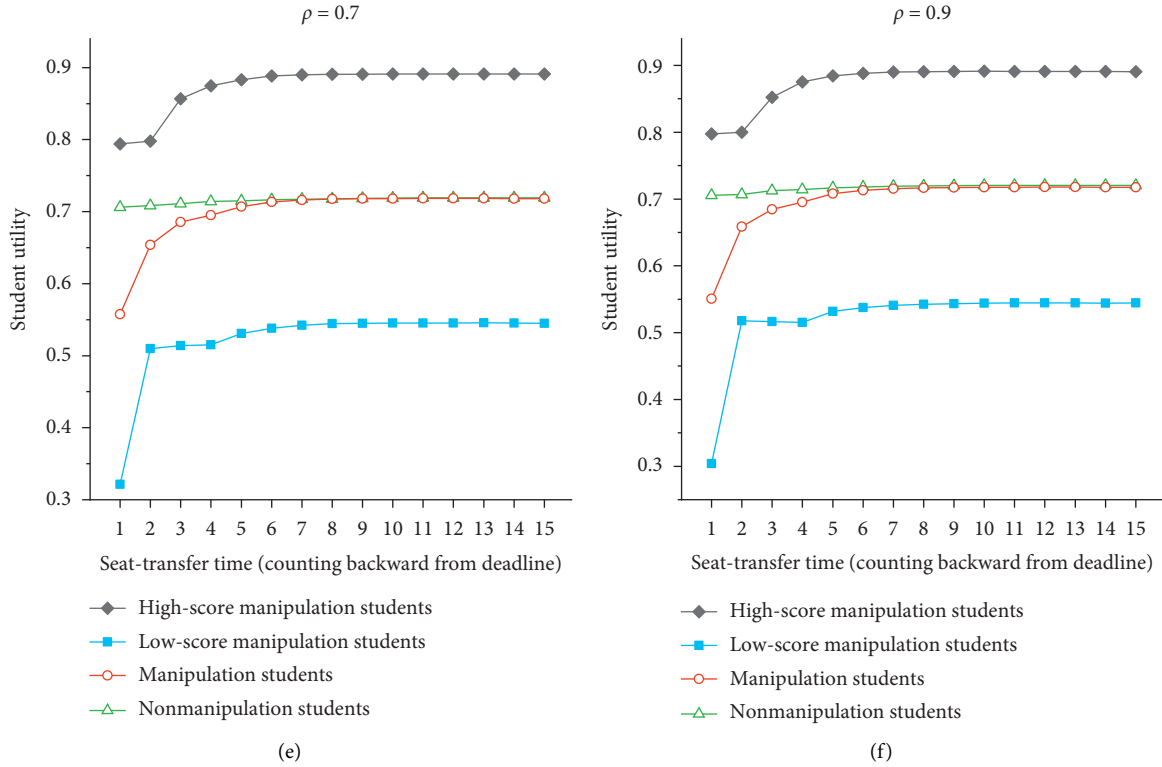 ρ = 0.7
0.9
0.8
0.7
0.6
0.5
0.4
0.3
Student utility
1 2 3 4 5 6 7 8 9 10 11 12 13 14 15
Seat-transfer time (counting backward from deadline)
High-score manipulation students
Low-score manipulation students
Manipulation students
Nonmanipulation students
(e)
ρ = 0.9
0.9
0.8
0.7
0.6
0.5
0.4
0.3
Student utility
1 2 3 4 5 6 7 8 9 10 11 12 13 14 15
Seat-transfer time (counting backward from deadline)
High-score manipulation students
Low-score manipulation students
Manipulation students
Nonmanipulation students
(f)